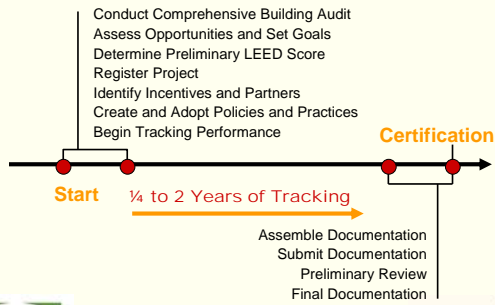 Conduct Comprehensive Building Audit
Assess Opportunities and Set Goals
Determine Preliminary LEED Score
Register Project
Identify Incentives and Partners
Create and Adopt Policies and Practices
Begin Tracking Performance
Certification
Start
¼ to 2 Years of Tracking
Assemble Documentation
Submit Documentation
Preliminary Review
Final Documentation